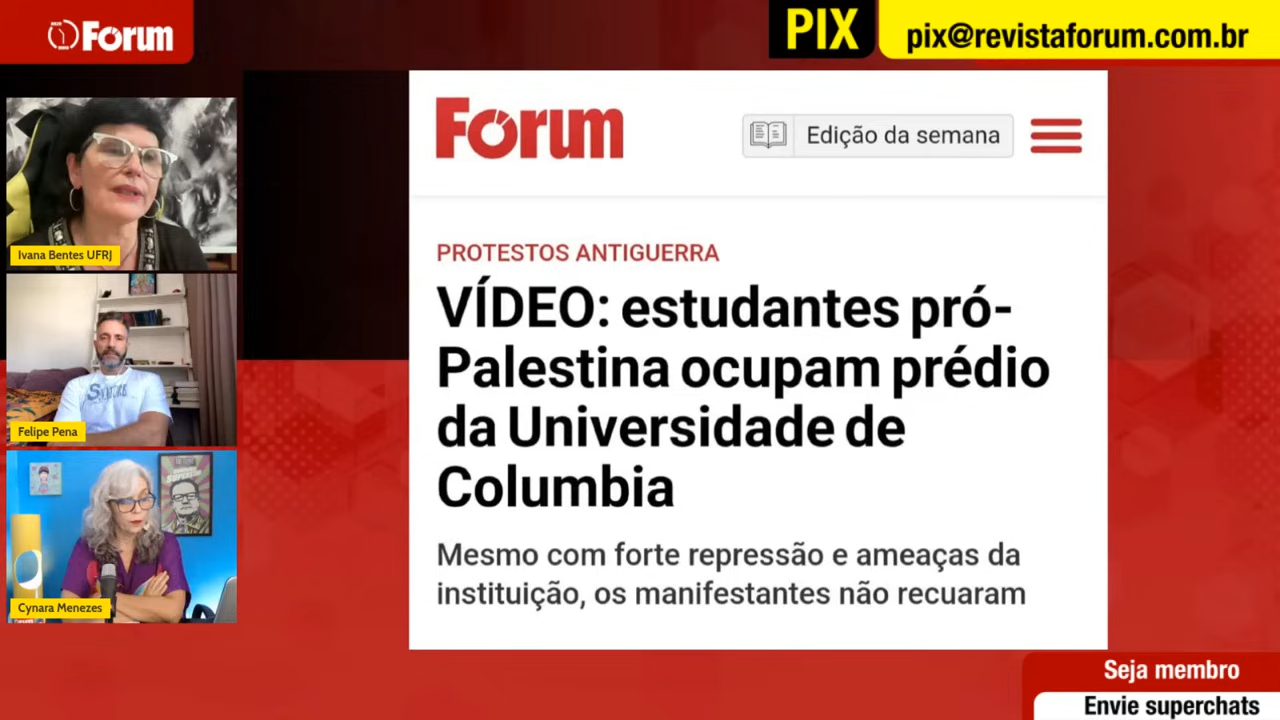 Forum
PIX
pix@revistaforum.com.br
Forum
Edição da semana
PROTESTOS ANTIGUERRA
VÍDEO: estudantes pró-
Palestina ocupam prédio
da Universidade de
Columbia
Mesmo com forte repressão e ameaças da
instituição, os manifestantes não recuaram
Ivana Bentes UFRJ
Felipe Pena
Cynara Menezes
Seja membro
Envie superchats